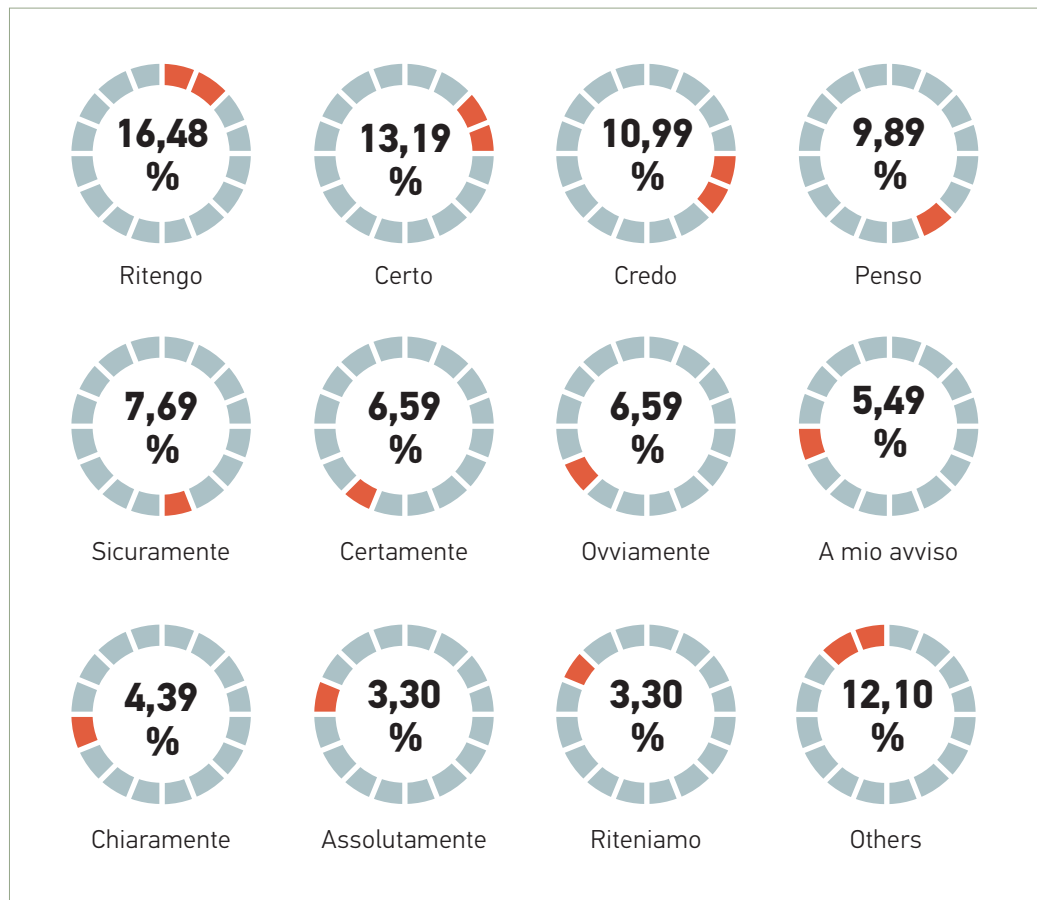 16,48
%
Ritengo
13,19
%
Certo
10,99
%
Credo
9,89
%
Penso
7,69
%
Sicuramente
6,59
%
Certamente
6,59
%
Ovviamente
5,49
%
A mio avviso
4,39
%
Chiaramente
3,30
%
Assolutamente
3,30
%
Riteniamo
12,10
%
Others